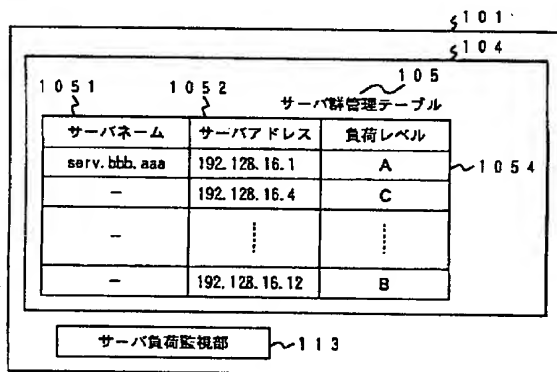 101
104
1051 1052 105
サーバ群管理テーブル
サーバネーム サーバアドレス 負荷レベル
serv.bbb.aaa 192.128.16.1 A
1054
— 192.128.16.4 C
—
— 192.128.16.12 B
サーバ負荷監視部 113